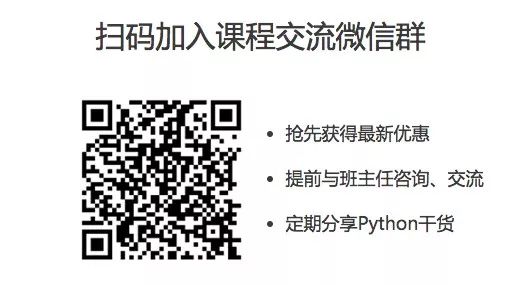 扫码加入课程交流微信群
抢先获得最新优惠
提前与班主任咨询、交流
定期分享Python干货